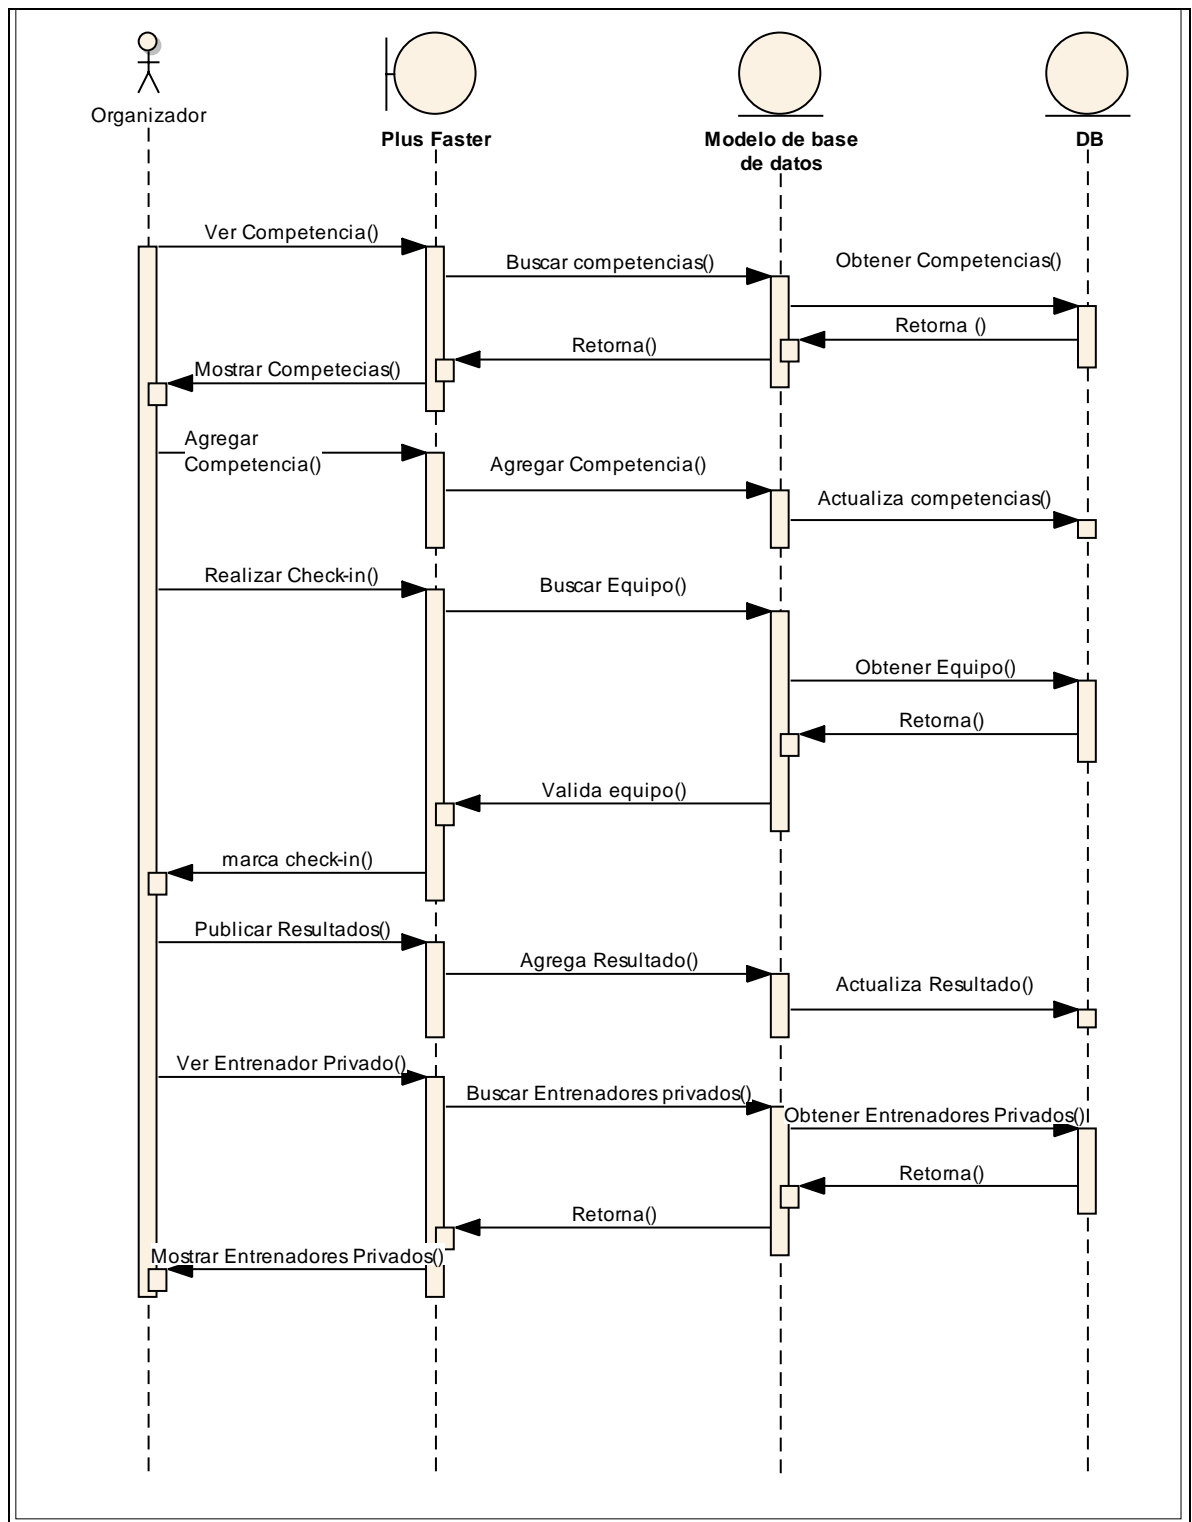 Organizador
Plus Faster
Modelo de base
de datos
DB
Ver Competencia()
Buscar competencias()
Obtener Competencias()
Retorna ()
Retorna()
Mostrar Competecias()
Agregar
Competencia()
Agregar Competencia()
Actualiza competencias()
Realizar Check-in()
Buscar Equipo()
Obtener Equipo()
Retorna()
Valida equipo()
marca check-in()
Publicar Resultados()
Agrega Resultado()
Actualiza Resultado()
Ver Entrenador Privado()
Buscar Entrenadores privados()
Obtener Entrenadores Privados()
Retorna()
Retorna()
Mostrar Entrenadores Privados()